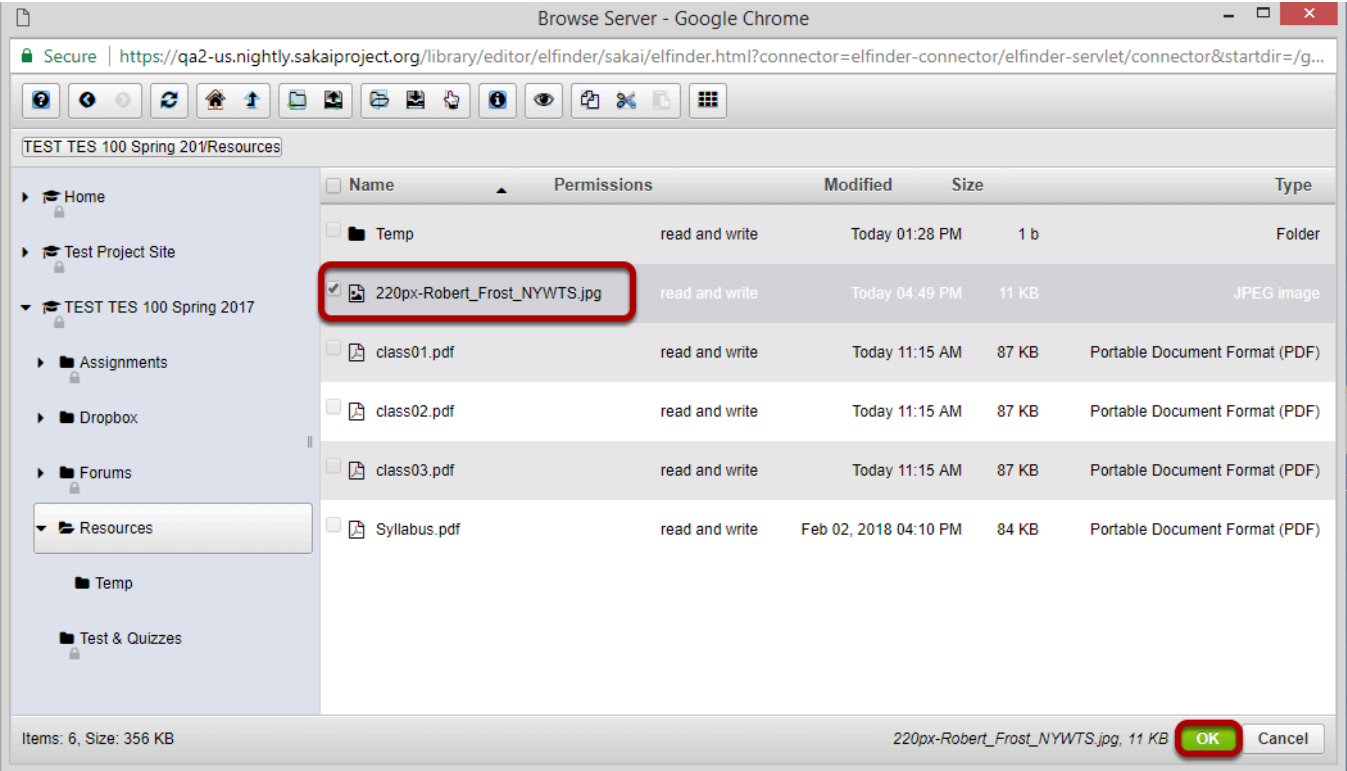 Browse Server - Google Chrome
Secure | https://qa2-us.nightly.sakaiproject.org/library/editor/elfinder/sakai/elfinder.html?connector=elfinder-connector/elfinder-servlet/connector&startdir=/g...
TEST TES 100 Spring 201/Resources
Name Permissions Modified Size Type
Home
Test Project Site
TEST TES 100 Spring 2017
Assignments
Dropbox
Forums
Resources
Temp
Test & Quizzes
Temp read and write Today 01:28 PM 1 b Folder
220px-Robert_Frost_NYWTS.jpg read and write Today 04:49 PM 11 KB JPEG image
class01.pdf read and write Today 11:15 AM 87 KB Portable Document Format (PDF)
class02.pdf read and write Today 11:15 AM 87 KB Portable Document Format (PDF)
class03.pdf read and write Today 11:15 AM 87 KB Portable Document Format (PDF)
Syllabus.pdf read and write Feb 02, 2018 04:10 PM 84 KB Portable Document Format (PDF)
Items: 6, Size: 356 KB 220px-Robert_Frost_NYWTS.jpg, 11 KB OK Cancel